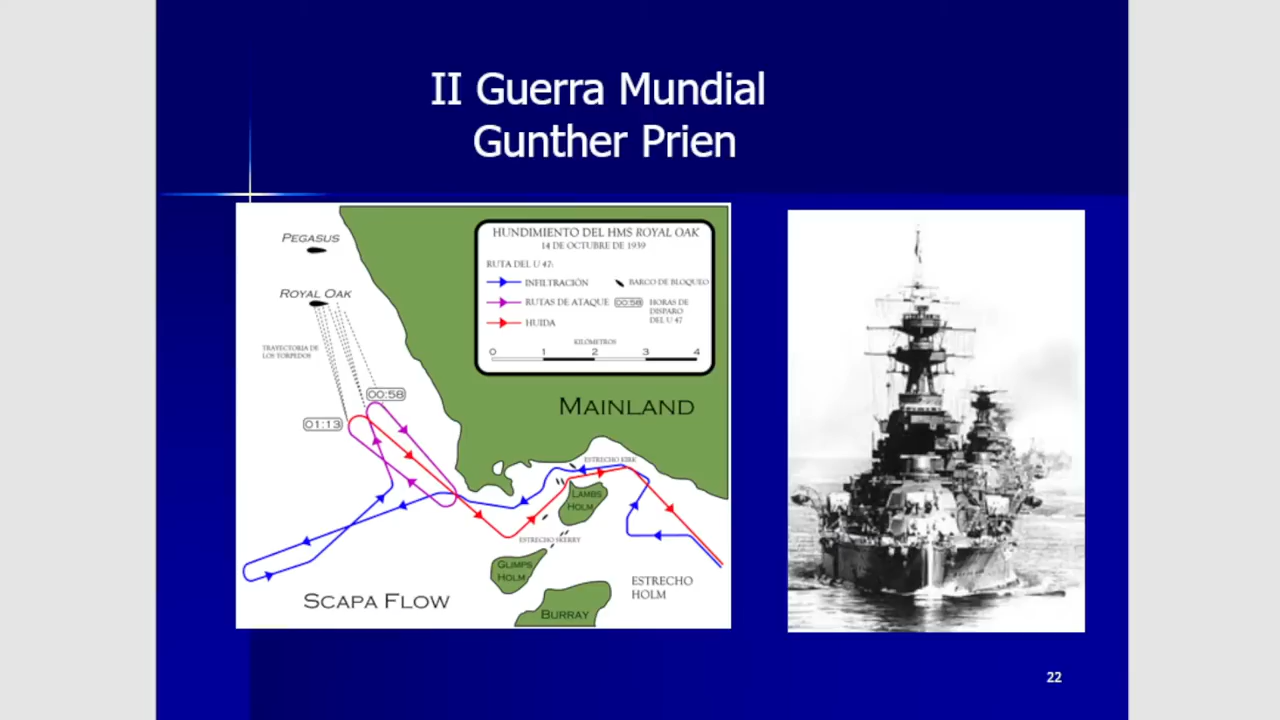 II Guerra Mundial
Gunther Prien
PEGASUS
ROYAL OAK
TRAYECTORIA DE
LOS TORPEDOS
00:58
01:13
HUNDIMIENTO DEL HMS ROYAL OAK
14 DE OCTUBRE DE 1939
RUTA DEL U 47:
INFILTRACIÓN
BARCO DE BLOQUEO
RUTAS DE ATAQUE
00:58
HORAS DE
DISPARO
DEL U 47
HUIDA
KILÓMETROS
0 1 2 3 4
MAINLAND
ESTRECHO KIRK
LAMBS
HOLM
ESTRECHO SKERRY
GLIMPS
HOLM
ESTRECHO
HOLM
SCAPA FLOW
BURRAY
22